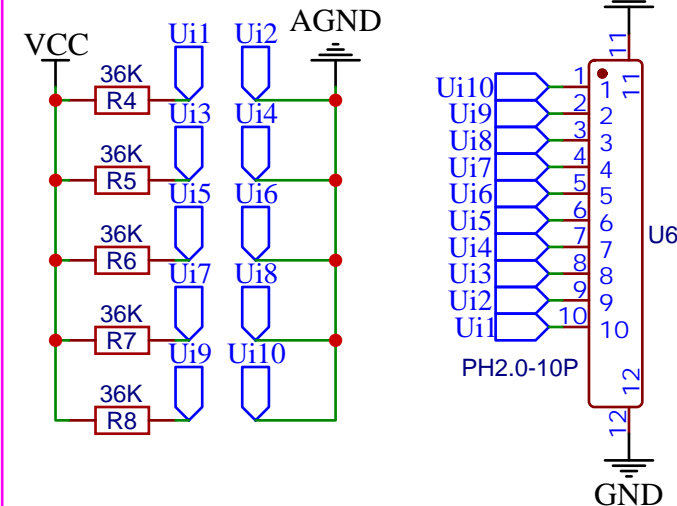 VCC
AGND
Ui1
Ui2
36K
R4
Ui3
Ui4
36K
R5
Ui5
Ui6
36K
R6
Ui7
Ui8
36K
R7
Ui9
Ui10
36K
R8
11
11
Ui10
1
1
Ui9
2
2
Ui8
3
3
Ui7
4
4
Ui6
5
5
Ui5
6
6
Ui4
7
7
Ui3
8
8
Ui2
9
9
Ui1
10
10
U6
PH2.0-10P
12
12
GND